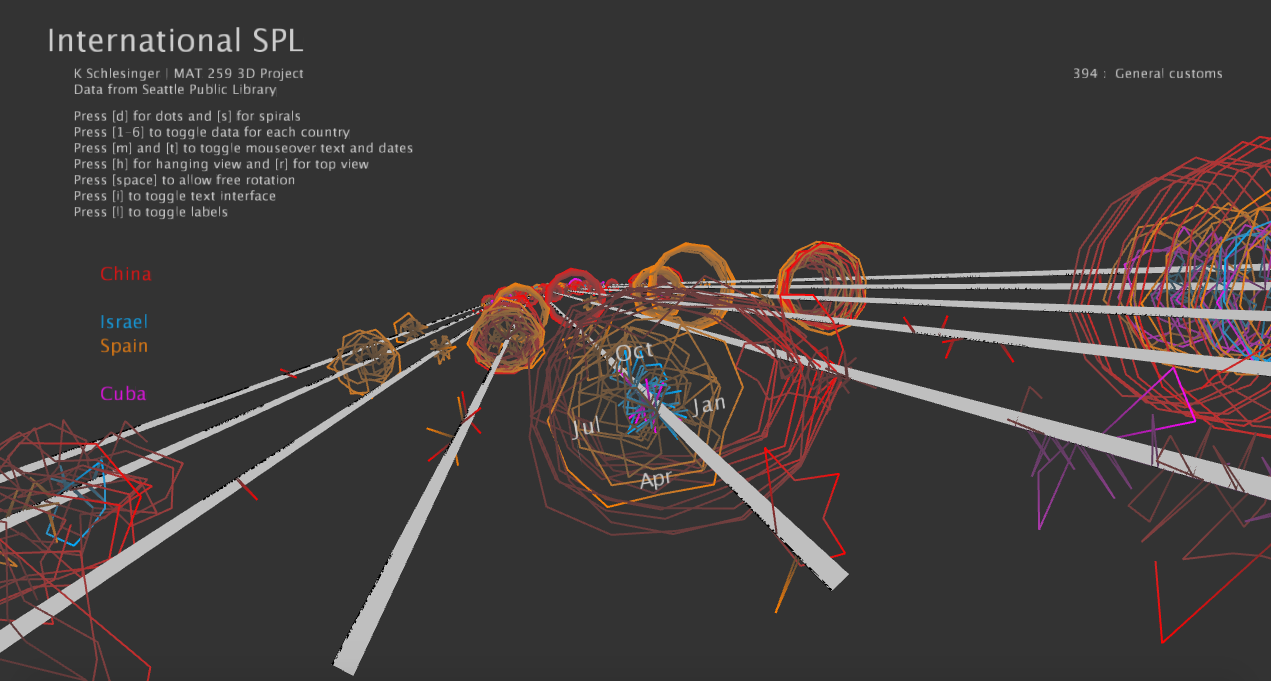 International SPL
K Schlesinger | MAT 259 3D Project
Data from Seattle Public Library
394 : General customs
Press [d] for dots and [s] for spirals
Press [1-6] to toggle data for each country
Press [m] and [t] to toggle mouseover text and dates
Press [h] for hanging view and [r] for top view
Press [space] to allow free rotation
Press [i] to toggle text interface
Press [l] to toggle labels
China
Israel
Spain
Cuba
Oct
Jan
Jul
Apr